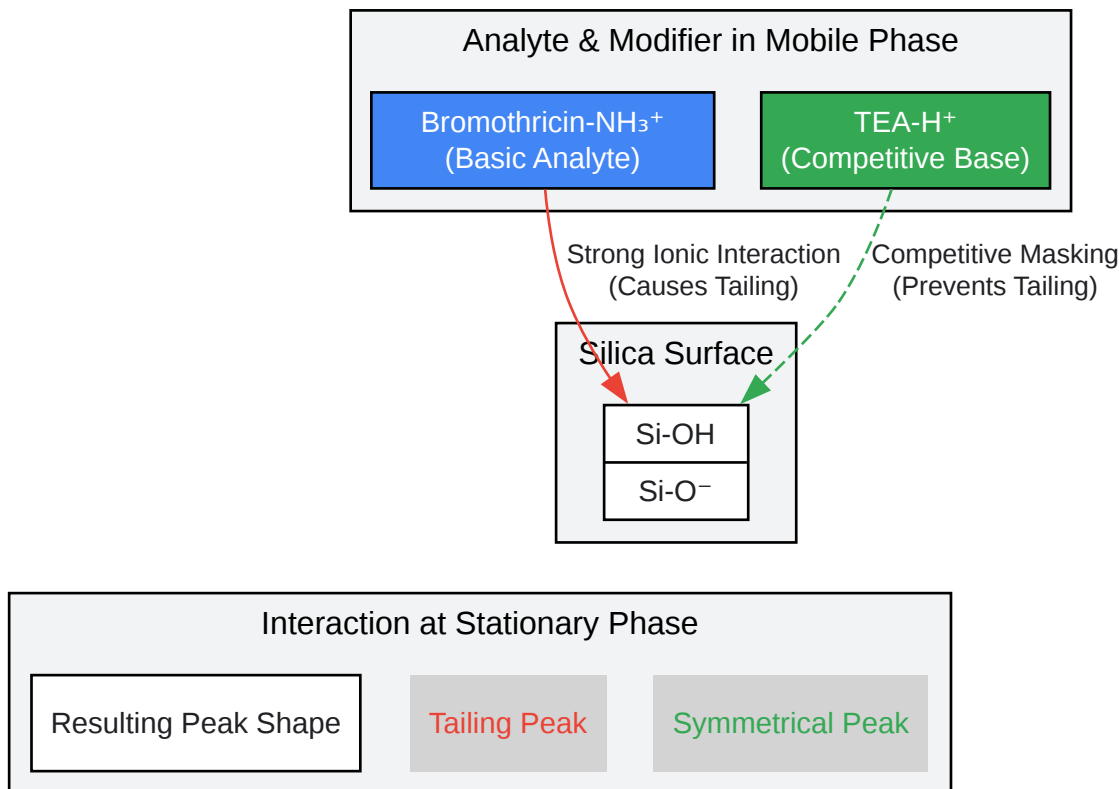 Analyte & Modifier in Mobile Phase
Bromothricin-NH₃⁺
(Basic Analyte)
TEA-H⁺
(Competitive Base)
Strong Ionic Interaction
(Causes Tailing)
Competitive Masking
(Prevents Tailing)
Silica Surface
Si-OH
Si-O⁻
Interaction at Stationary Phase
Resulting Peak Shape
Tailing Peak
Symmetrical Peak